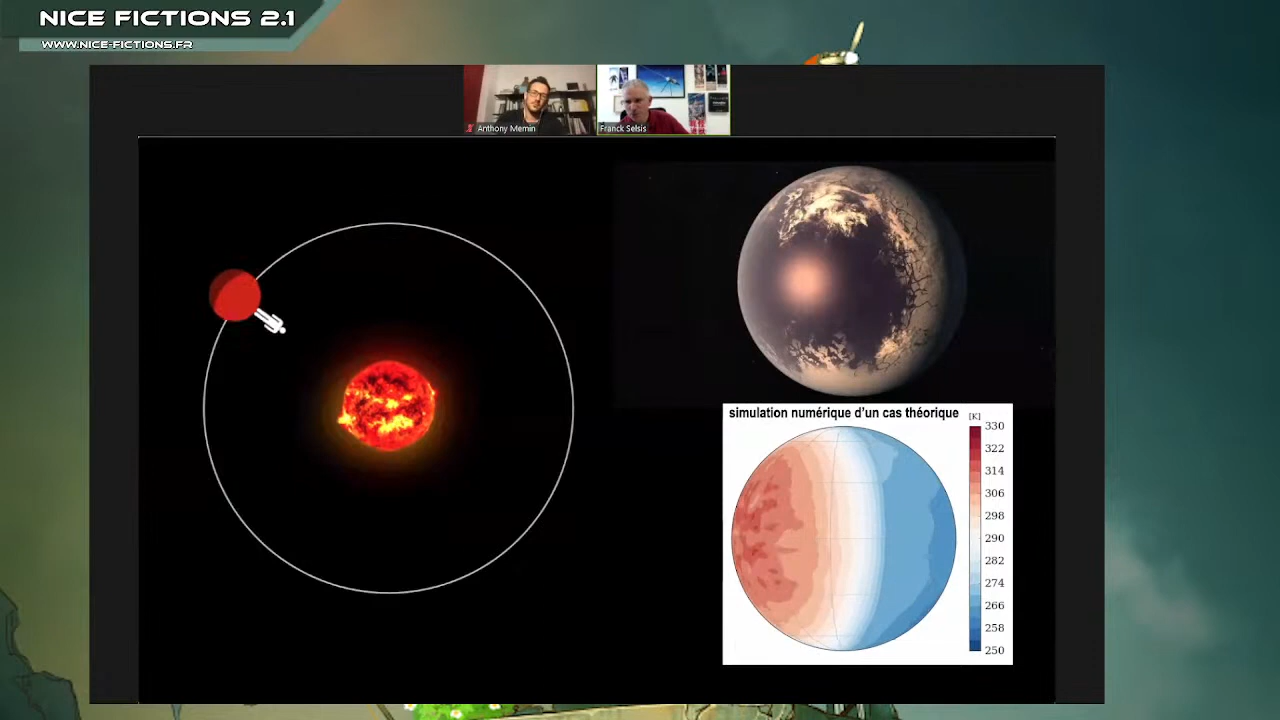 NICE FICTIONS 2.1
WWW.NICE-FICTIONS.FR
Anthony Memin
Franck Selsis
simulation numérique d'un cas théorique
[K]
330
322
314
306
298
290
282
274
266
258
250